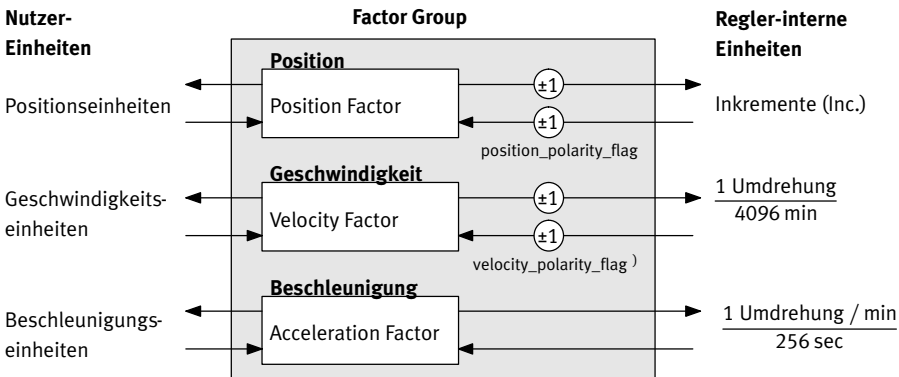 Nutzer-
Einheiten
Factor Group
Regler-interne
Einheiten
Position
Positionseinheiten
Position Factor
±1
±1
position_polarity_flag
Inkremente (Inc.)
Geschwindigkeit
Geschwindigkeits-
einheiten
Velocity Factor
±1
±1
velocity_polarity_flag )
1 Umdrehung
4096 min
Beschleunigung
Beschleunigungs-
einheiten
Acceleration Factor
1 Umdrehung / min
256 sec